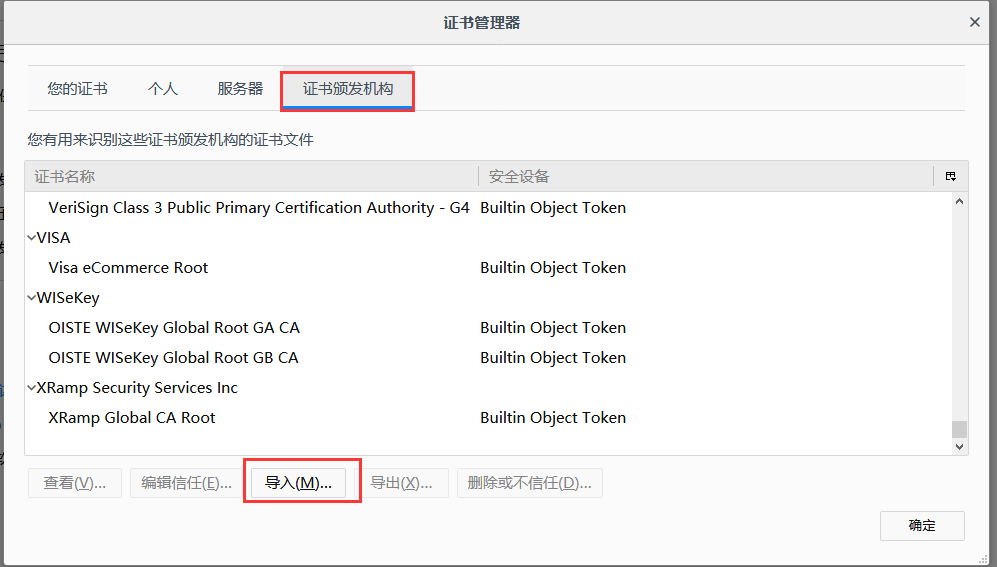 证书管理器
您的证书 个人 服务器 证书颁发机构
您有用来识别这些证书颁发机构的证书文件
证书名称 安全设备
VeriSign Class 3 Public Primary Certification Authority - G4 Builtin Object Token
VISA
Visa eCommerce Root Builtin Object Token
WISeKey
OISTE WISeKey Global Root GA CA Builtin Object Token
OISTE WISeKey Global Root GB CA Builtin Object Token
XRamp Security Services Inc
XRamp Global CA Root Builtin Object Token
查看(V)... 编辑信任(E)... 导入(M)... 导出(X)... 删除或不信任(D)...
确定